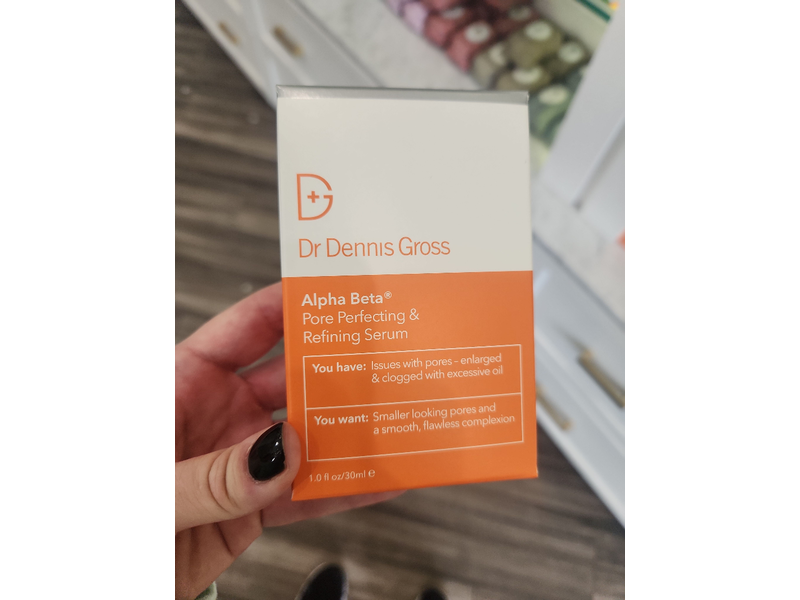 Dr Dennis Gross
Alpha Beta®
Pore Perfecting &
Refining Serum
You have: Issues with pores – enlarged
& clogged with excessive oil
You want: Smaller looking pores and
a smooth, flawless complexion
1.0 fl oz/30ml ℮